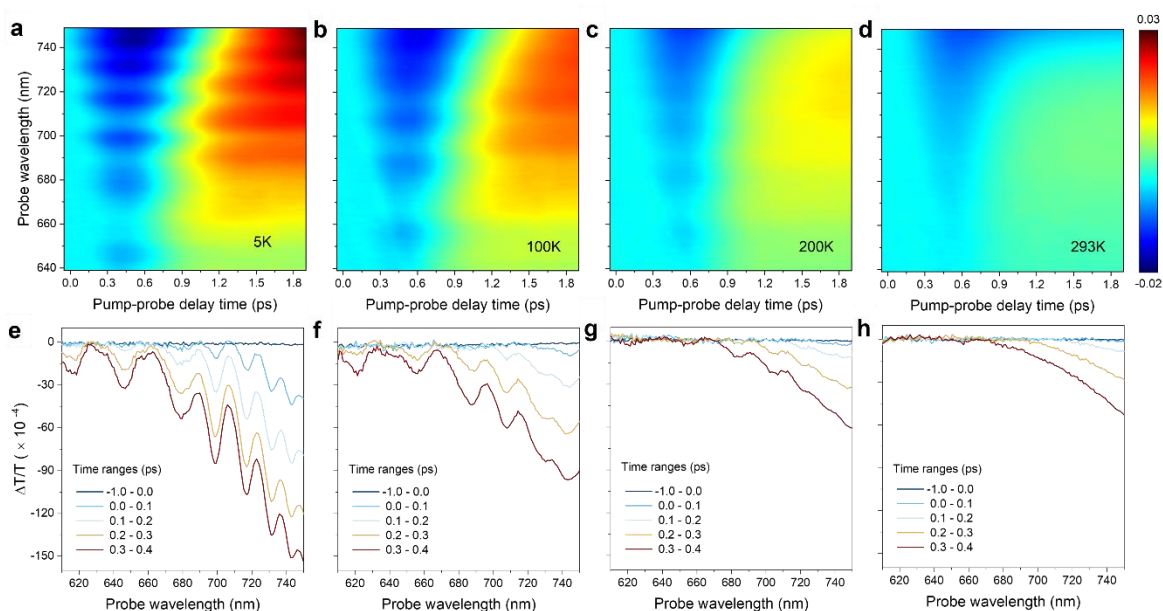 a b c d
0.03
-0.02
Probe wavelength (nm)
740
720
700
680
660
640
5K
100K
200K
293K
0.0 0.3 0.6 0.9 1.2 1.5 1.8
0.0 0.3 0.6 0.9 1.2 1.5 1.8
0.0 0.3 0.6 0.9 1.2 1.5 1.8
0.0 0.3 0.6 0.9 1.2 1.5 1.8
Pump-probe delay time (ps)
Pump-probe delay time (ps)
Pump-probe delay time (ps)
Pump-probe delay time (ps)
e f g h
ΔT/T ( × 10⁻⁴)
0
-30
-60
-90
-120
-150
Time ranges (ps)
-1.0 - 0.0
0.0 - 0.1
0.1 - 0.2
0.2 - 0.3
0.3 - 0.4
Time ranges (ps)
-1.0 - 0.0
0.0 - 0.1
0.1 - 0.2
0.2 - 0.3
0.3 - 0.4
Time ranges (ps)
-1.0 - 0.0
0.0 - 0.1
0.1 - 0.2
0.2 - 0.3
0.3 - 0.4
Time ranges (ps)
-1.0 - 0.0
0.0 - 0.1
0.1 - 0.2
0.2 - 0.3
0.3 - 0.4
620 640 660 680 700 720 740
620 640 660 680 700 720 740
620 640 660 680 700 720 740
620 640 660 680 700 720 740
Probe wavelength (nm)
Probe wavelength (nm)
Probe wavelength (nm)
Probe wavelength (nm)